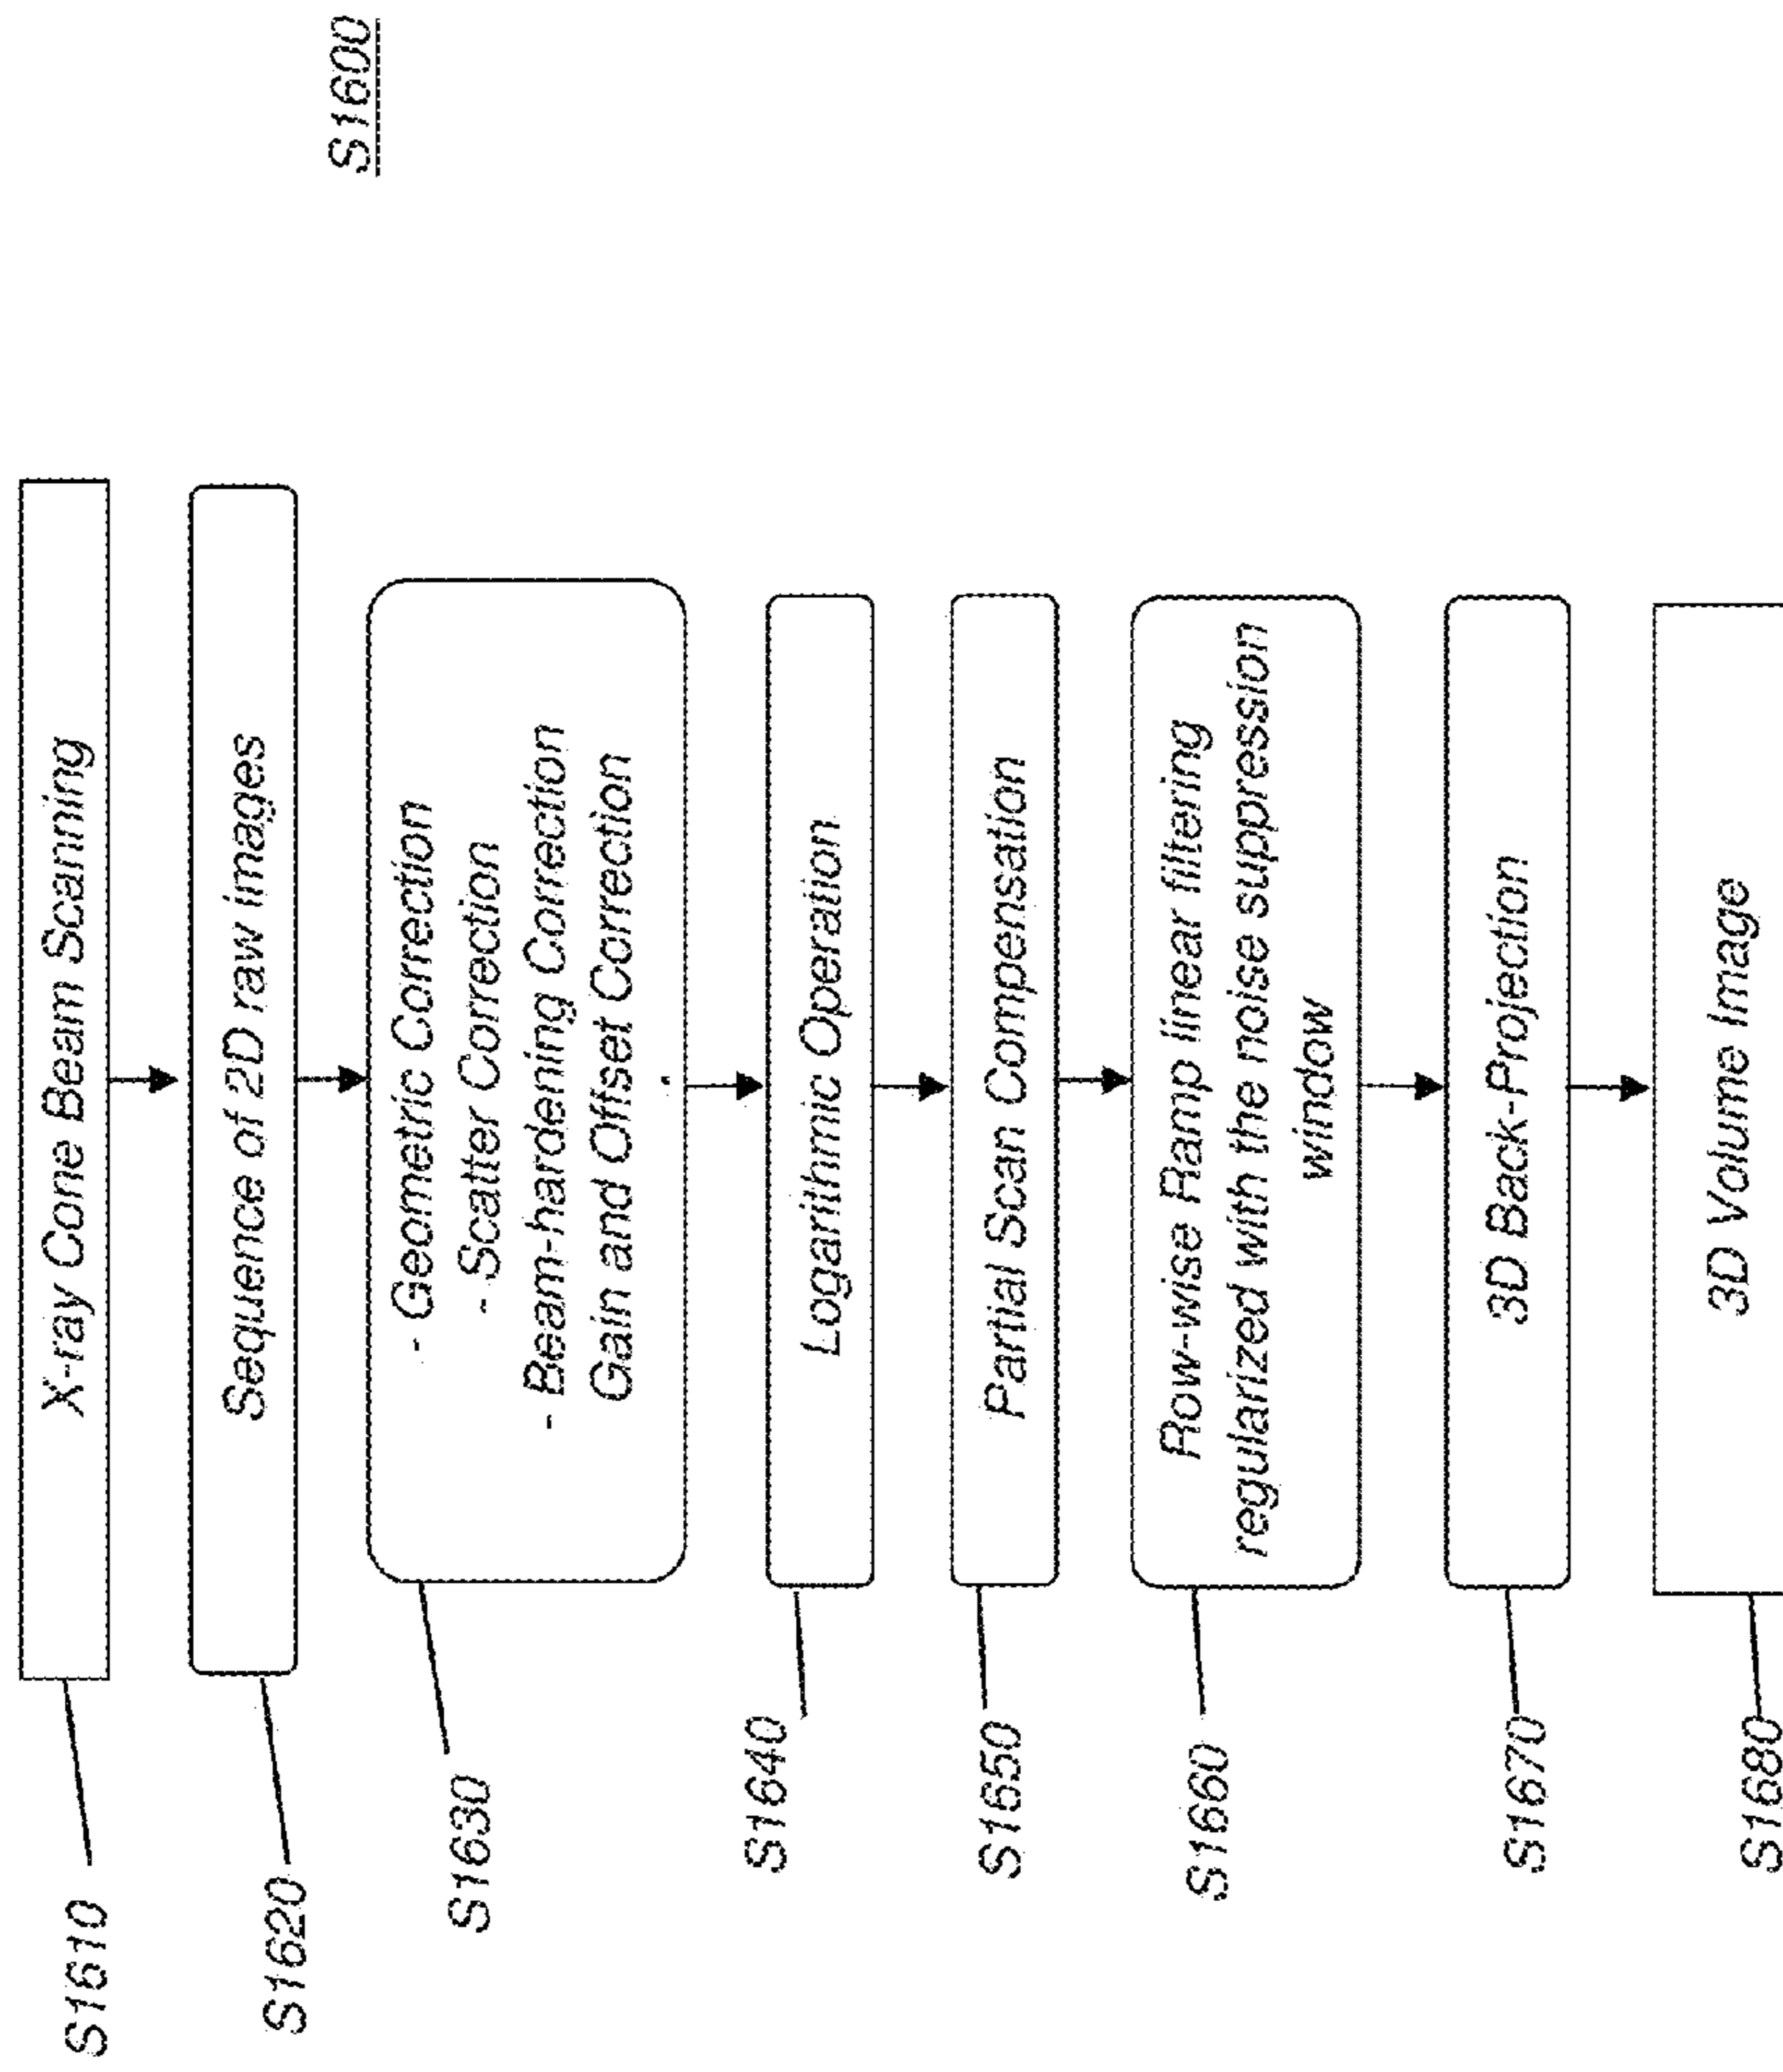 S1600
S1610
X-ray Cone Beam Scanning
S1620
Sequence of 2D raw images
S1630
- Geometric Correction
- Scatter Correction
- Beam-hardening Correction
Gain and Offset Correction
S1640
Logarithmic Operation
S1650
Partial Scan Compensation
S1660
Row-wise Ramp linear filtering
regularized with the noise suppression
window
S1670
3D Back-Projection
S1680
3D Volume Image